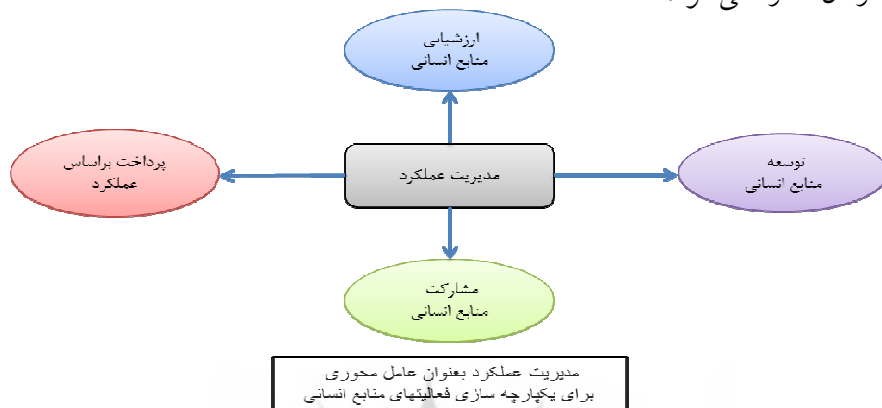 ارزشیابی
منابع انسانی
پرداخت براساس
عملکرد
مدیریت عملکرد
توسعه
منابع انسانی
مشارکت
منابع انسانی
مدیریت عملکرد بعنوان عامل محوری
برای یکپارچه سازی فعالیتهای منابع انسانی